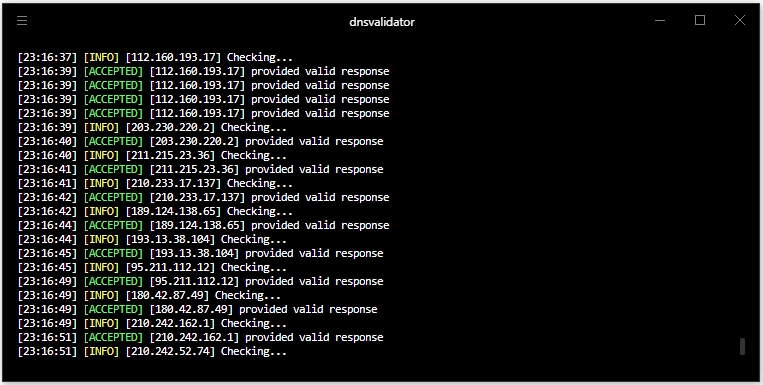 dnsvalidator
[23:16:37] [INFO] [112.160.193.17] Checking...
[23:16:39] [ACCEPTED] [112.160.193.17] provided valid response
[23:16:39] [ACCEPTED] [112.160.193.17] provided valid response
[23:16:39] [ACCEPTED] [112.160.193.17] provided valid response
[23:16:39] [ACCEPTED] [112.160.193.17] provided valid response
[23:16:39] [INFO] [203.230.220.2] Checking...
[23:16:40] [ACCEPTED] [203.230.220.2] provided valid response
[23:16:40] [INFO] [211.215.23.36] Checking...
[23:16:41] [ACCEPTED] [211.215.23.36] provided valid response
[23:16:41] [INFO] [210.233.17.137] Checking...
[23:16:42] [ACCEPTED] [210.233.17.137] provided valid response
[23:16:42] [INFO] [189.124.138.65] Checking...
[23:16:44] [ACCEPTED] [189.124.138.65] provided valid response
[23:16:44] [INFO] [193.13.38.104] Checking...
[23:16:45] [ACCEPTED] [193.13.38.104] provided valid response
[23:16:45] [INFO] [95.211.112.12] Checking...
[23:16:49] [ACCEPTED] [95.211.112.12] provided valid response
[23:16:49] [INFO] [180.42.87.49] Checking...
[23:16:49] [ACCEPTED] [180.42.87.49] provided valid response
[23:16:49] [INFO] [210.242.162.1] Checking...
[23:16:51] [ACCEPTED] [210.242.162.1] provided valid response
[23:16:51] [INFO] [210.242.52.74] Checking...